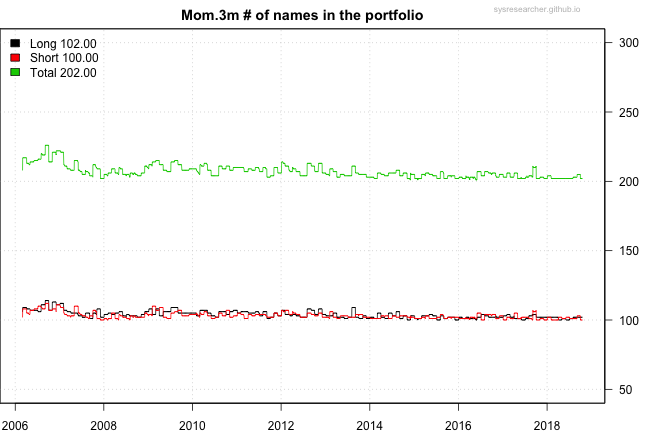 Mom.3m # of names in the portfolio
sysresearcher.github.io
Long 102.00
Short 100.00
Total 202.00
300
250
200
150
100
50
2006 2008 2010 2012 2014 2016 2018